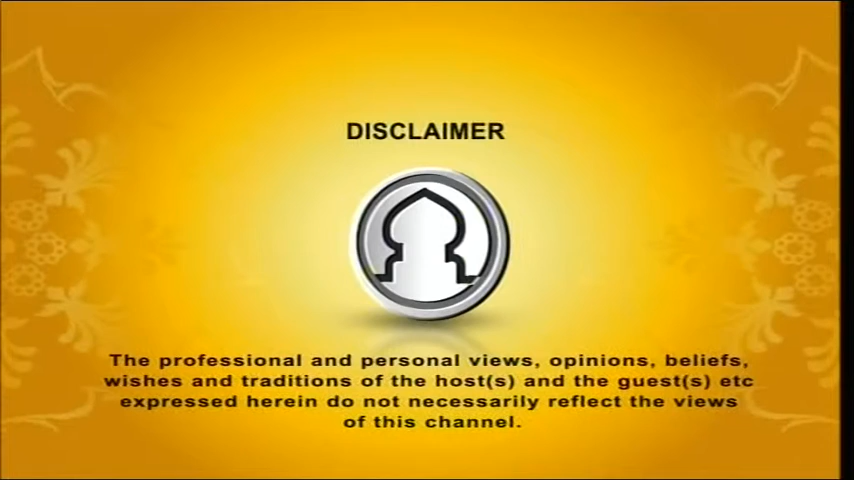 DISCLAIMER
The professional and personal views, opinions, beliefs,
wishes and traditions of the host(s) and the guest(s) etc
expressed herein do not necessarily reflect the views
of this channel.